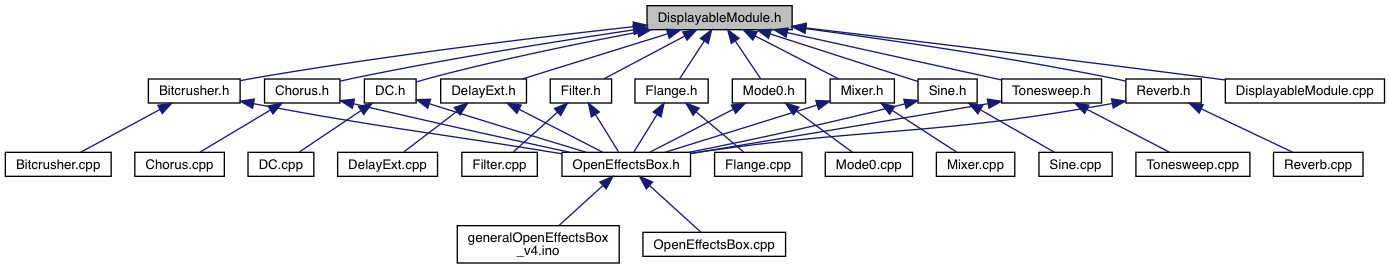 DisplayableModule.h
Bitcrusher.h
Chorus.h
DC.h
DelayExt.h
Filter.h
Flange.h
Mode0.h
Mixer.h
Sine.h
Tonesweep.h
Reverb.h
DisplayableModule.cpp
Bitcrusher.cpp
Chorus.cpp
DC.cpp
DelayExt.cpp
Filter.cpp
OpenEffectsBox.h
Flange.cpp
Mode0.cpp
Mixer.cpp
Sine.cpp
Tonesweep.cpp
Reverb.cpp
generalOpenEffectsBox
_v4.ino
OpenEffectsBox.cpp